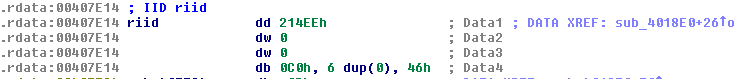 .rdata:00407E14 ; IID riid
.rdata:00407E14 riid dd 214EEh ; Data1 ; DATA XREF: sub_4018E0+26↑o
.rdata:00407E14 dw 0 ; Data2
.rdata:00407E14 dw 0 ; Data3
.rdata:00407E14 db 0C0h, 6 dup(0), 46h ; Data4